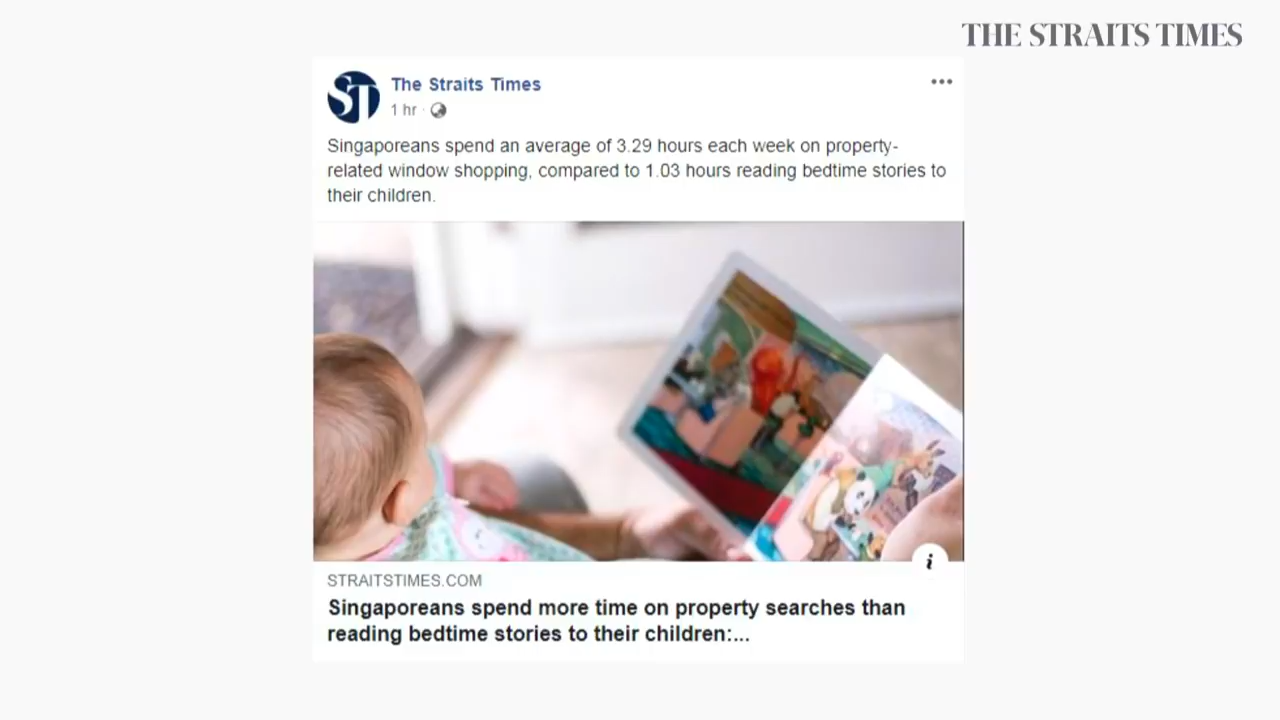 THE STRAITS TIMES
ST
The Straits Times
1 hr ·
Singaporeans spend an average of 3.29 hours each week on property-
related window shopping, compared to 1.03 hours reading bedtime stories to
their children.
i
STRAITSTIMES.COM
Singaporeans spend more time on property searches than
reading bedtime stories to their children:...